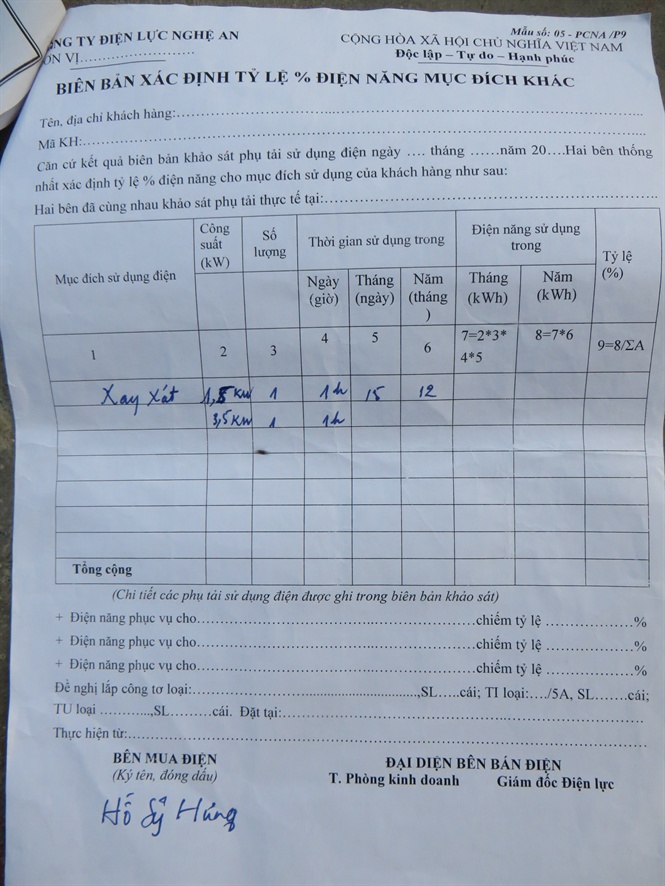 NG TY ĐIỆN LỰC NGHỆ AN
ƠN VỊ......................
Mẫu số: 05 - PCNA /P9
CỘNG HÒA XÃ HỘI CHỦ NGHĨA VIỆT NAM
Độc lập – Tự do – Hạnh phúc
BIÊN BẢN XÁC ĐỊNH TỶ LỆ % ĐIỆN NĂNG MỤC ĐÍCH KHÁC
Tên, địa chỉ khách hàng:....................
Mã KH:....................
Căn cứ kết quả biên bản khảo sát phụ tải sử dụng điện ngày .... tháng ......năm 20....Hai bên thống
nhất xác định tỷ lệ % điện năng cho mục đích sử dụng của khách hàng như sau:
Hai bên đã cùng nhau khảo sát phụ tải thực tế tại:....................
Mục đích sử dụng điện
Công suất (kW)
Số lượng
Thời gian sử dụng trong
Điện năng sử dụng trong
Tỷ lệ (%)
Ngày (giờ)
Tháng (ngày)
Năm (tháng )
Tháng (kWh)
Năm (kWh)
1 2 3 4 5 6 7=2*3*4*5 8=7*6 9=8/ΣA
Xay xát 1,5 KW 1 1h 15 12
3,5 KW 1 1h
Tổng cộng
(Chi tiết các phụ tải sử dụng điện được ghi trong biên bản khảo sát)
+ Điện năng phục vụ cho....................chiếm tỷ lệ ....................%
+ Điện năng phục vụ cho....................chiếm tỷ lệ ....................%
+ Điện năng phục vụ cho....................chiếm tỷ lệ ....................%
Đề nghị lắp công tơ loại:....................,SL.....cái; TI loại:..../5A, SL.......cái;
TU loại ............,SL.........cái. Đặt tại:....................
Thực hiện từ:....................
BÊN MUA ĐIỆN
(Ký tên, đóng dấu)
ĐẠI DIỆN BÊN BÁN ĐIỆN
T. Phòng kinh doanh Giám đốc Điện lực
Hồ Sỹ Hùng